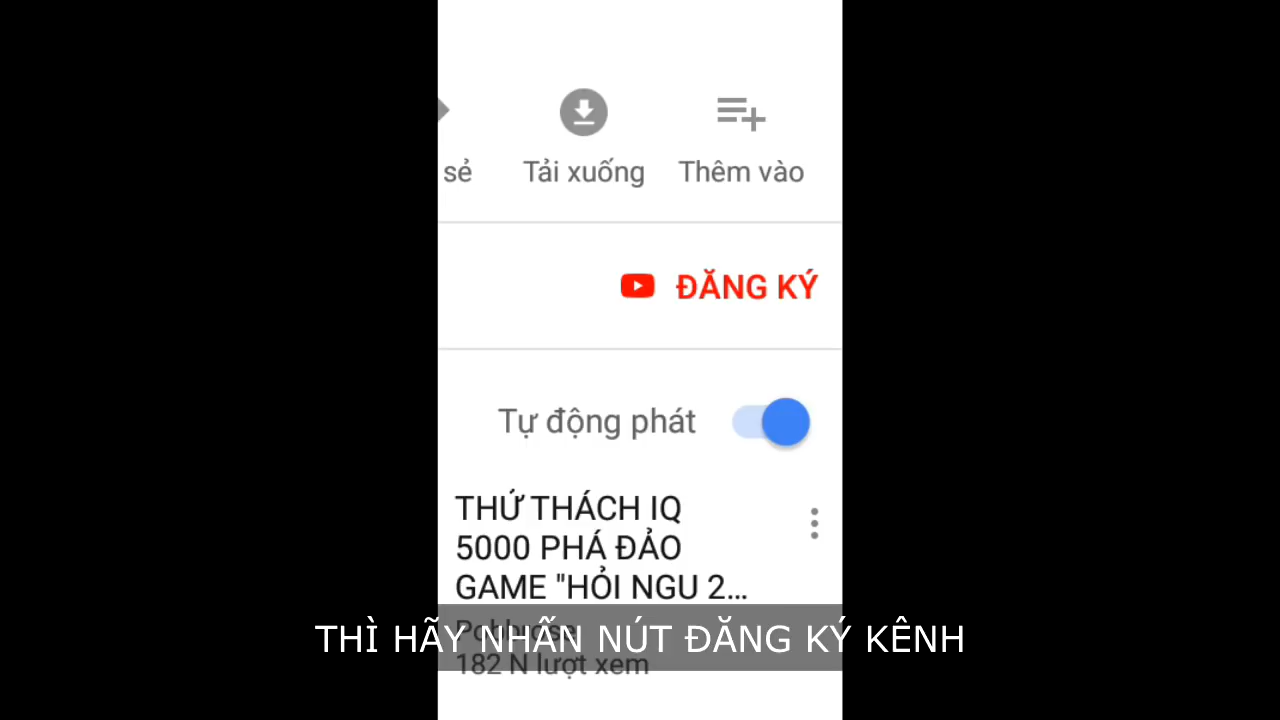 sẻ
Tải xuống
Thêm vào
ĐĂNG KÝ
Tự động phát
THỨ THÁCH IQ
5000 PHÁ ĐẢO
GAME "HỎI NGU 2...
THÌ HÃY NHẤN NÚT ĐĂNG KÝ KÊNH
182 N lượt xem